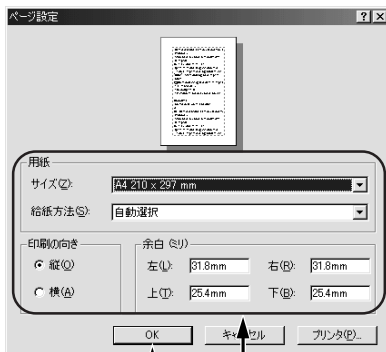 ページ設定
用紙
サイズ(Z):
A4 210 x 297 mm
給紙方法(S):
自動選択
印刷の向き
縦(O)
横(A)
余白 (ミリ)
左(L): 31.8mm 右(R): 31.8mm
上(T): 25.4mm 下(B): 25.4mm
OK
キャンセル
プリンタ(P)...